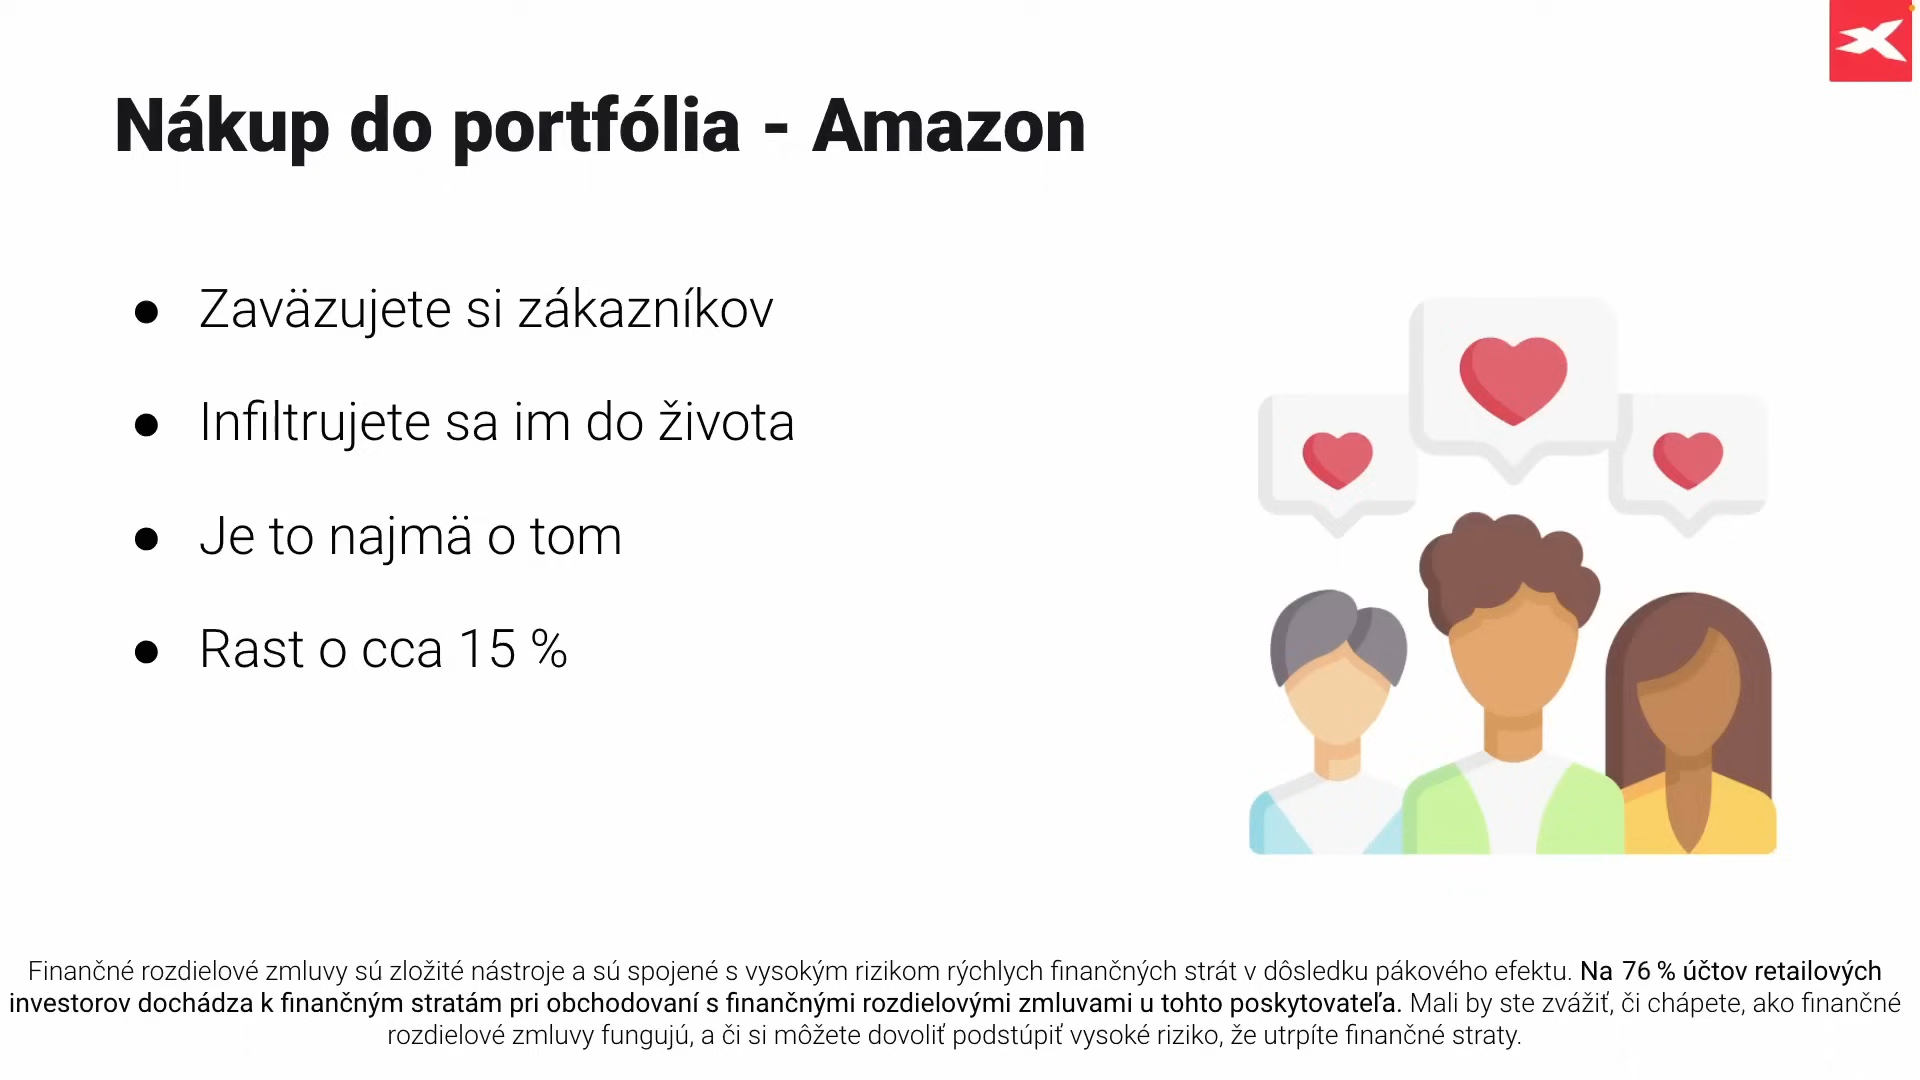 Nákup do portfólia - Amazon
● Zaväzujete si zákazníkov
● Infiltrujete sa im do života
● Je to najmä o tom
● Rast o cca 15 %
Finančné rozdielové zmluvy sú zložité nástroje a sú spojené s vysokým rizikom rýchlych finančných strát v dôsledku pákového efektu. Na 76 % účtov retailových
investorov dochádza k finančným stratám pri obchodovaní s finančnými rozdielovými zmluvami u tohto poskytovateľa. Mali by ste zvážiť, či chápete, ako finančné
rozdielové zmluvy fungujú, a či si môžete dovoliť podstúpiť vysoké riziko, že utrpíte finančné straty.